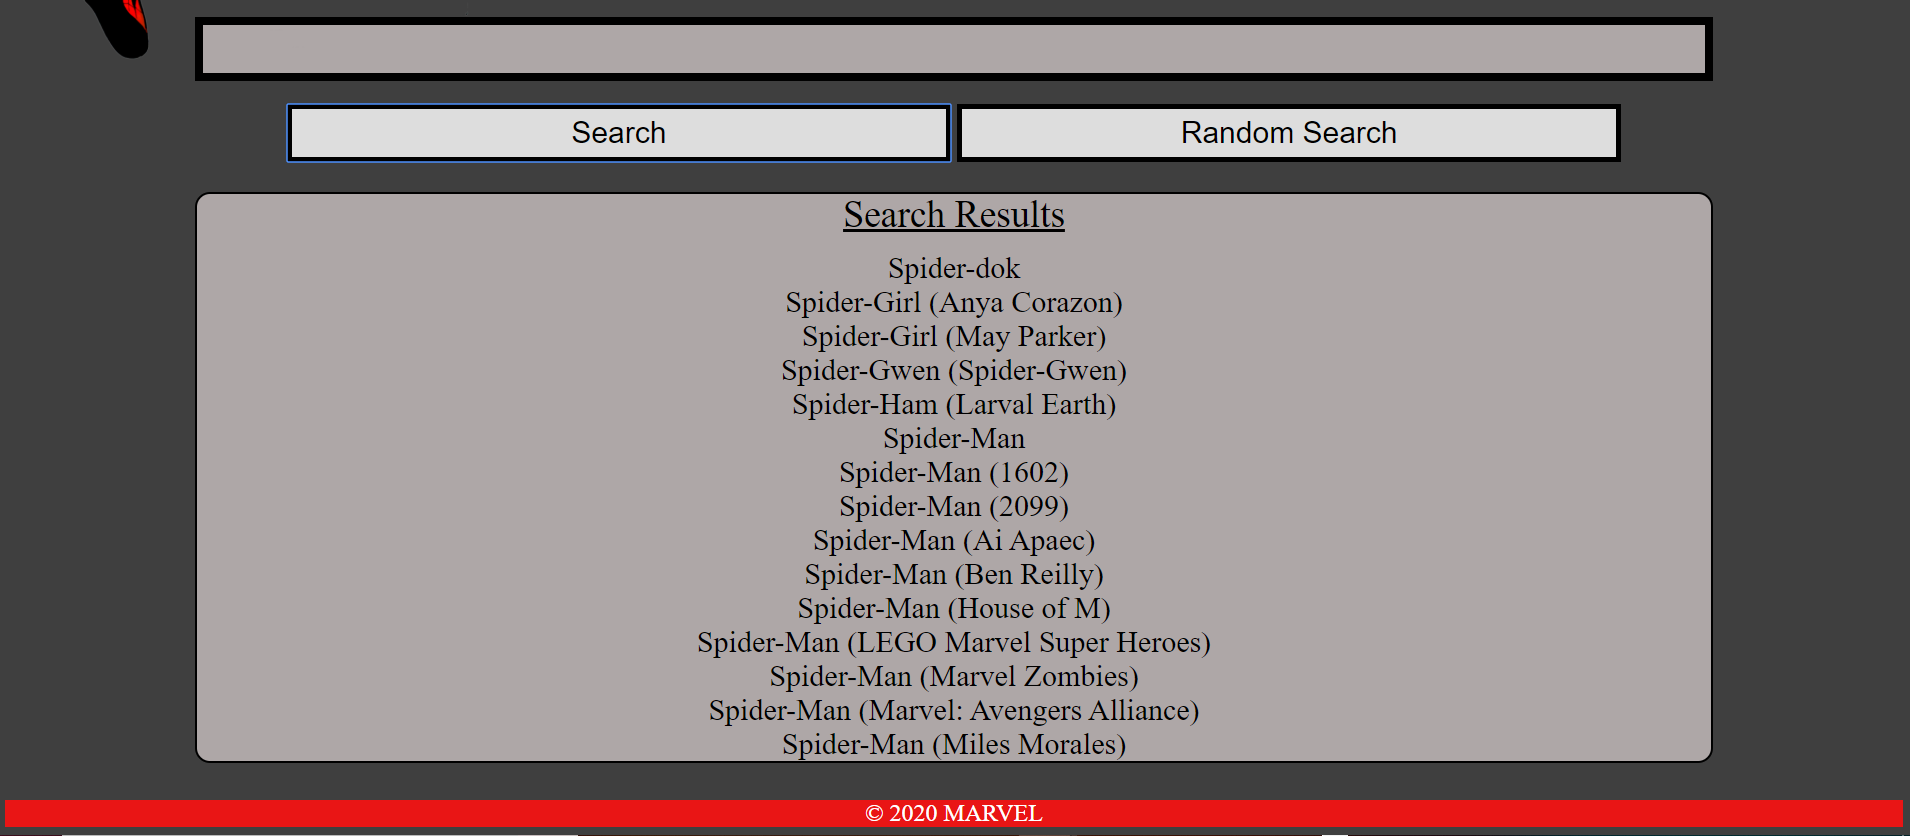 Search
Random Search
Search Results
Spider-dok
Spider-Girl (Anya Corazon)
Spider-Girl (May Parker)
Spider-Gwen (Spider-Gwen)
Spider-Ham (Larval Earth)
Spider-Man
Spider-Man (1602)
Spider-Man (2099)
Spider-Man (Ai Apaec)
Spider-Man (Ben Reilly)
Spider-Man (House of M)
Spider-Man (LEGO Marvel Super Heroes)
Spider-Man (Marvel Zombies)
Spider-Man (Marvel: Avengers Alliance)
Spider-Man (Miles Morales)
© 2020 MARVEL